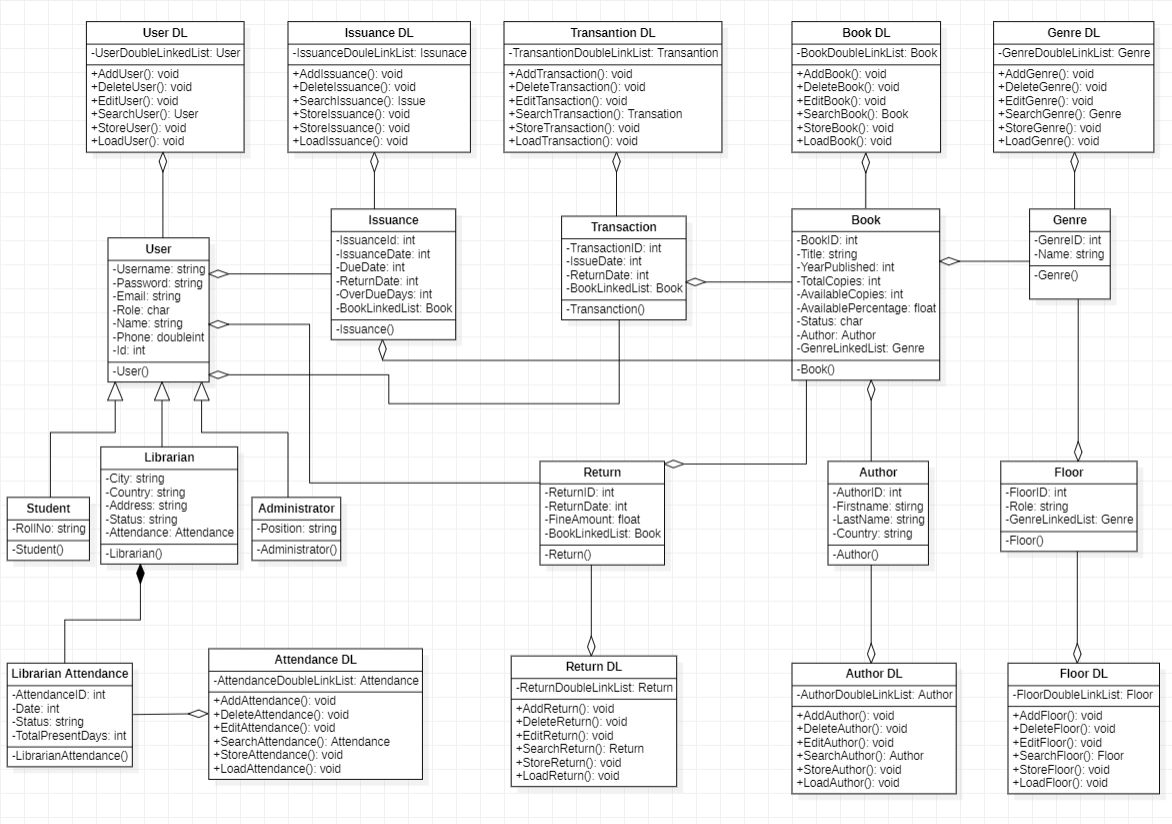 User DL
-UserDoubleLinkedList: User
+AddUser(): void
+DeleteUser(): void
+EditUser(): void
+SearchUser(): User
+StoreUser(): void
+LoadUser(): void
Issuance DL
-IssuanceDouleLinkList: Issunace
+AddIssuance(): void
+DeleteIssuance(): void
+SearchIssuance(): Issue
+StoreIssuance(): void
+StoreIssuance(): void
+LoadIssuance(): void
Transantion DL
-TransantionDoubleLinkList: Transantion
+AddTransaction(): void
+DeleteTransaction(): void
+EditTansaction(): void
+SearchTransaction(): Transation
+StoreTransaction(): void
+LoadTransaction(): void
Book DL
-BookDoubleLinkList: Book
+AddBook(): void
+DeleteBook(): void
+EditBook(): void
+SearchBook(): Book
+StoreBook(): void
+LoadBook(): void
Genre DL
-GenreDoubleLinkList: Genre
+AddGenre(): void
+DeleteGenre(): void
+EditGenre(): void
+SearchGenre(): Genre
+StoreGenre(): void
+LoadGenre(): void
User
-Username: string
-Password: string
-Email: string
-Role: char
-Name: string
-Phone: doubleint
-Id: int
-User()
Issuance
-IssuanceId: int
-IssuanceDate: int
-DueDate: int
-ReturnDate: int
-OverDueDays: int
-BookLinkedList: Book
-Issuance()
Transaction
-TransactionID: int
-IssueDate: int
-ReturnDate: int
-BookLinkedList: Book
-Transanction()
Book
-BookID: int
-Title: string
-YearPublished: int
-TotalCopies: int
-AvailableCopies: int
-AvailablePercentage: float
-Status: char
-Author: Author
-GenreLinkedList: Genre
-Book()
Genre
-GenreID: int
-Name: string
-Genre()
Student
-RollNo: string
-Student()
Librarian
-City: string
-Country: string
-Address: string
-Status: string
-Attendance: Attendance
-Librarian()
Administrator
-Position: string
-Administrator()
Return
-ReturnID: int
-ReturnDate: int
-FineAmount: float
-BookLinkedList: Book
-Return()
Author
-AuthorID: int
-Firstname: stirng
-LastName: string
-Country: string
-Author()
Floor
-FloorID: int
-Role: string
-GenreLinkedList: Genre
-Floor()
Librarian Attendance
-AttendanceID: int
-Date: int
-Status: string
-TotalPresentDays: int
-LibrarianAttendance()
Attendance DL
-AttendanceDoubleLinkList: Attendance
+AddAttendance(): void
+DeleteAttendance(): void
+EditAttendance(): void
+SearchAttendance(): Attendance
+StoreAttendance(): void
+LoadAttendance(): void
Return DL
-ReturnDoubleLinkList: Return
+AddReturn(): void
+DeleteReturn(): void
+EditReturn(): void
+SearchReturn(): Return
+StoreReturn(): void
+LoadReturn(): void
Author DL
-AuthorDoubleLinkList: Author
+AddAuthor(): void
+DeleteAuthor(): void
+EditAuthor(): void
+SearchAuthor(): Author
+StoreAuthor(): void
+LoadAuthor(): void
Floor DL
-FloorDoubleLinkList: Floor
+AddFloor(): void
+DeleteFloor(): void
+EditFloor(): void
+SearchFloor(): Floor
+StoreFloor(): void
+LoadFloor(): void